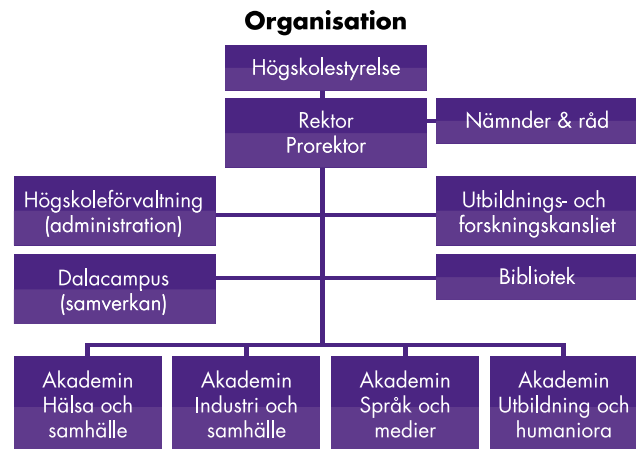 Organisation
Högskolestyrelse
Rektor
Prorektor
Nämnder & råd
Högskoleförvaltning
(administration)
Utbildnings- och
forskningskansliet
Dalacampus
(samverkan)
Bibliotek
Akademin
Hälsa och
samhälle
Akademin
Industri och
samhälle
Akademin
Språk och
medier
Akademin
Utbildning och
humaniora